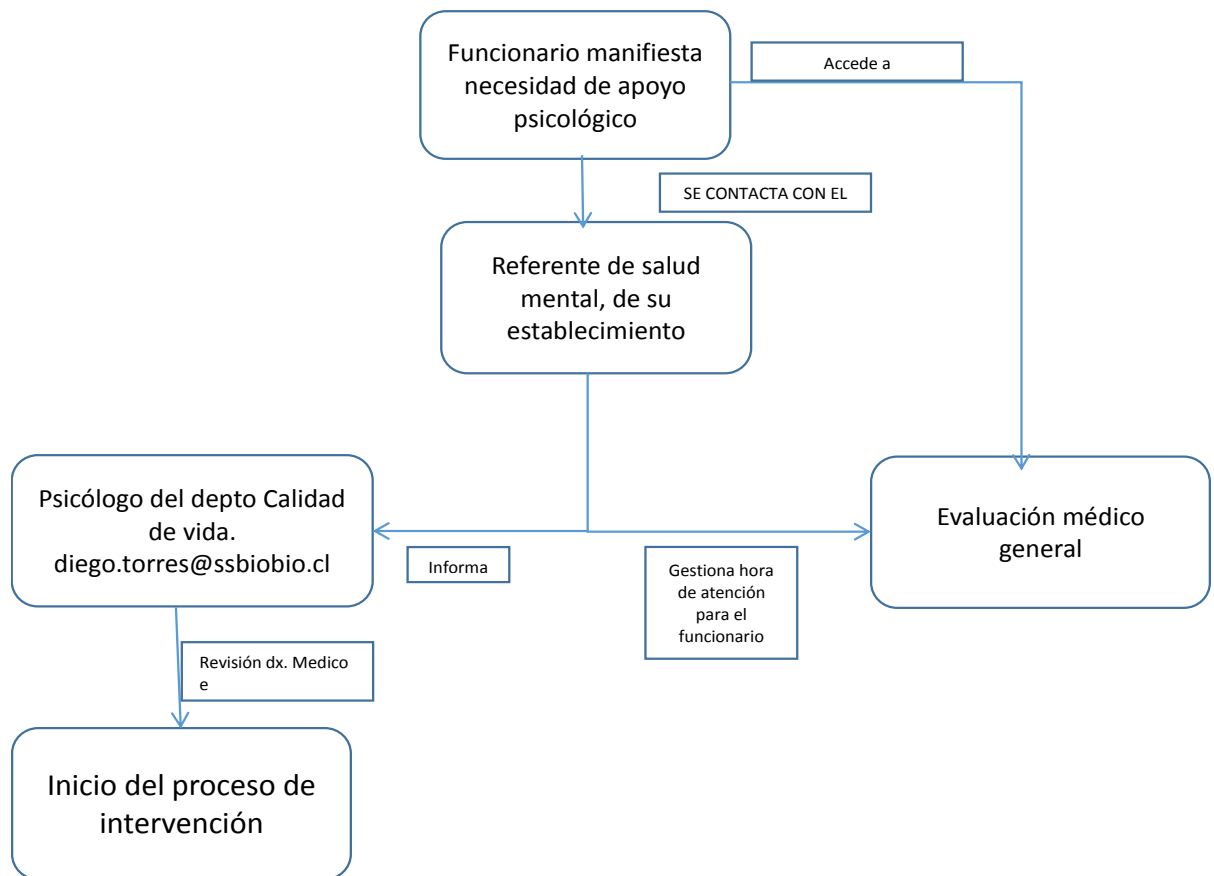 Funcionario manifiesta
necesidad de apoyo
psicológico
Accede a
SE CONTACTA CON EL
Referente de salud
mental, de su
establecimiento
Psicólogo del depto Calidad
de vida.
diego.torres@ssbiobio.cl
Informa
Gestiona hora
de atención
para el
funcionario
Evaluación médico
general
Revisión dx. Medico
e
Inicio del proceso de
intervención